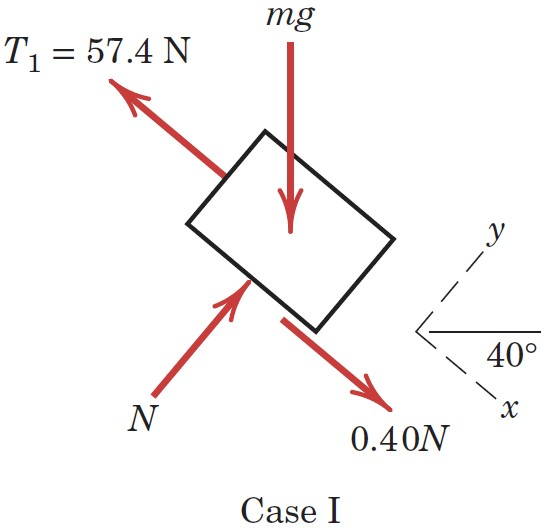 mg
T₁ = 57.4 N
y
40°
x
N
0.40N
Case I